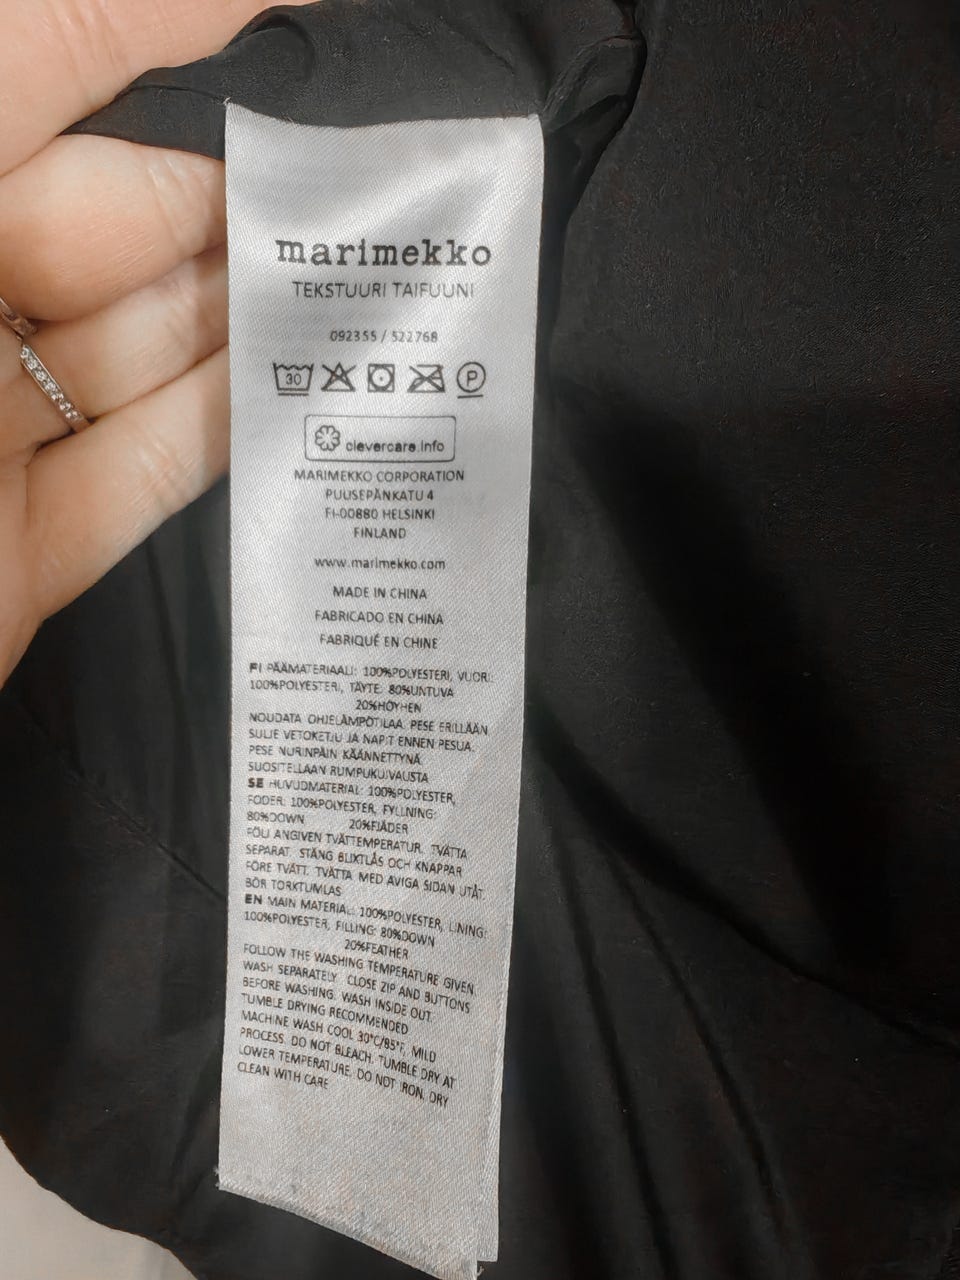 marimekko
TEKSTUURI TAIFUUNI
092355 / 522768
30 P
clevercare.info
MARIMEKKO CORPORATION
PUUSEPÄNKATU 4
FI-00880 HELSINKI
FINLAND
www.marimekko.com
MADE IN CHINA
FABRICADO EN CHINA
FABRIQUÉ EN CHINE
FI PÄÄMATERIAALI: 100%POLYESTERI, VUORI:
100%POLYESTERI, TÄYTE: 80%UNTUVA
20%HÖYHEN
NOUDATA OHJELÄMPÖTILAA. PESE ERILLÄÄN.
SULJE VETOKETJU JA NAPIT ENNEN PESUA.
PESE NURINPÄIN KÄÄNNETTYNÄ.
SUOSITELLAAN RUMPUKUIVAUSTA
SE HUVUDMATERIAL: 100%POLYESTER,
FODER: 100%POLYESTER, FYLLNING:
80%DOWN 20%FJÄDER
FÖLJ ANGIVEN TVÄTTEMPERATUR. TVÄTTA
SEPARAT. STÄNG BLIXTLÅS OCH KNAPPAR
FÖRE TVÄTT. TVÄTTA MED AVIGA SIDAN UTÅT.
BÖR TORKTUMLAS
EN MAIN MATERIAL: 100%POLYESTER, LINING:
100%POLYESTER, FILLING: 80%DOWN
20%FEATHER
FOLLOW THE WASHING TEMPERATURE GIVEN.
WASH SEPARATELY. CLOSE ZIP AND BUTTONS
BEFORE WASHING. WASH INSIDE OUT.
TUMBLE DRYING RECOMMENDED
MACHINE WASH COOL 30°C/85°F, MILD
PROCESS. DO NOT BLEACH. TUMBLE DRY AT
LOWER TEMPERATURE. DO NOT IRON. DRY
CLEAN WITH CARE